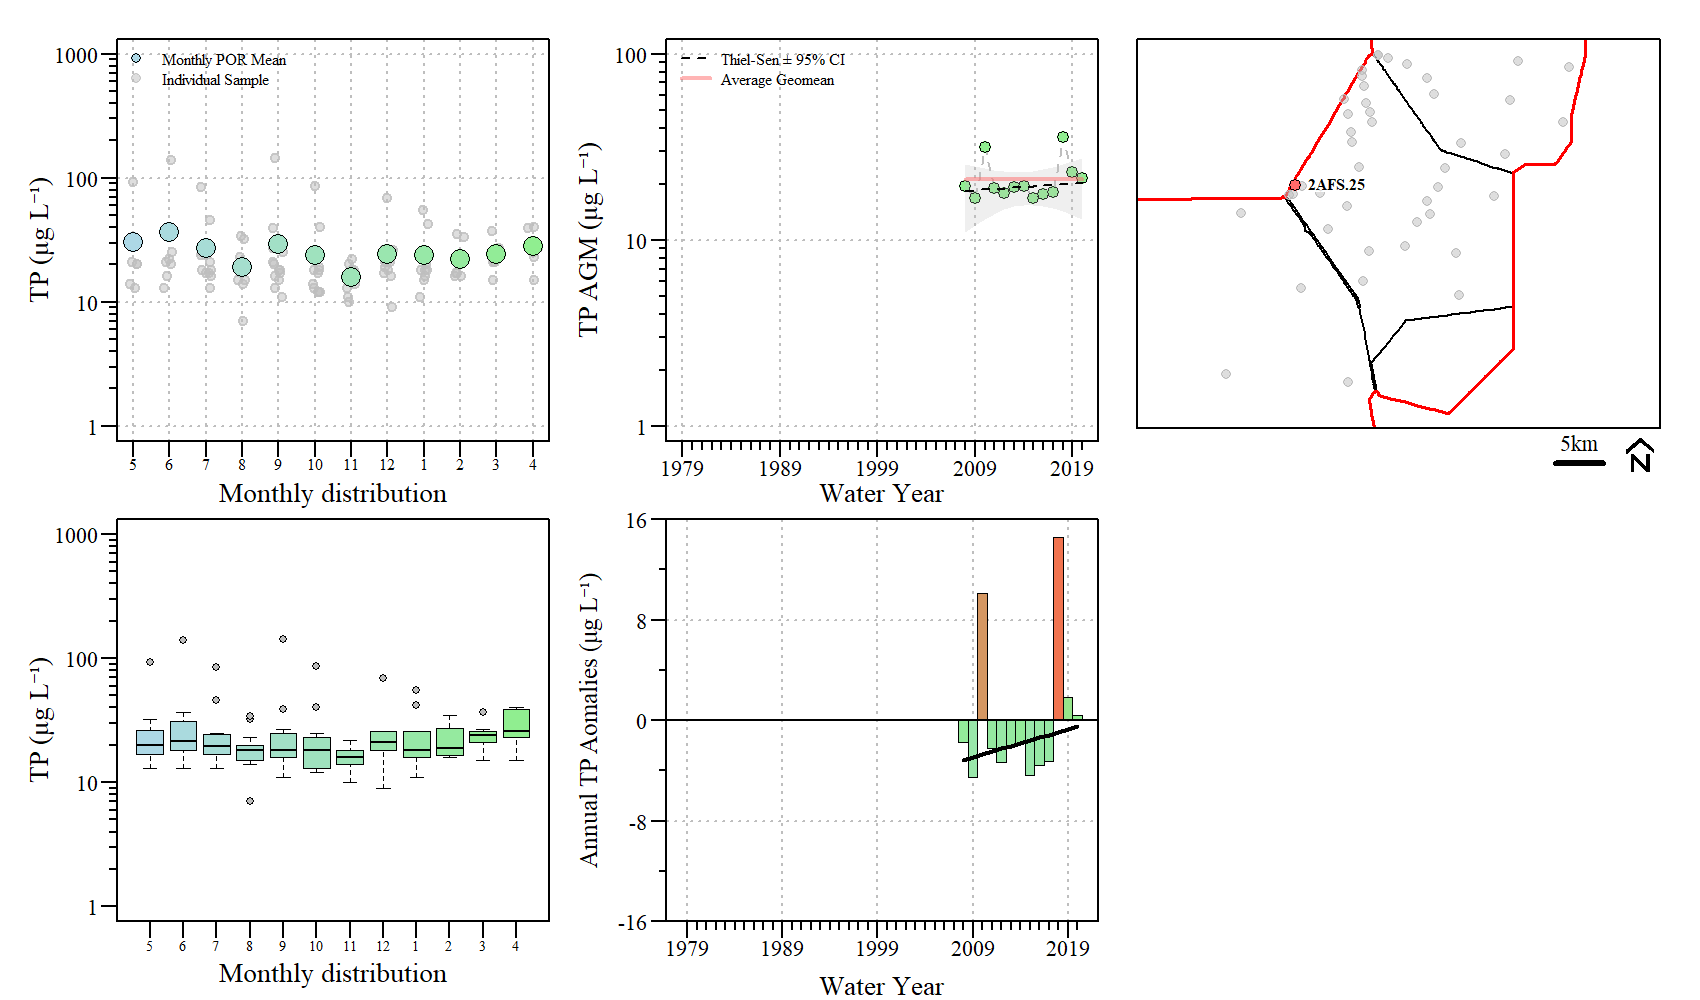 1000
100
10
1
TP (µg L⁻¹)
Monthly POR Mean
Individual Sample
5 6 7 8 9 10 11 12 1 2 3 4
Monthly distribution
100
10
1
TP AGM (µg L⁻¹)
Thiel-Sen ± 95% CI
Average Geomean
1979 1989 1999 2009 2019
Water Year
2AFS.25
5km
N
1000
100
10
1
TP (µg L⁻¹)
5 6 7 8 9 10 11 12 1 2 3 4
Monthly distribution
16
8
0
-8
-16
Annual TP Aomalies (µg L⁻¹)
1979 1989 1999 2009 2019
Water Year